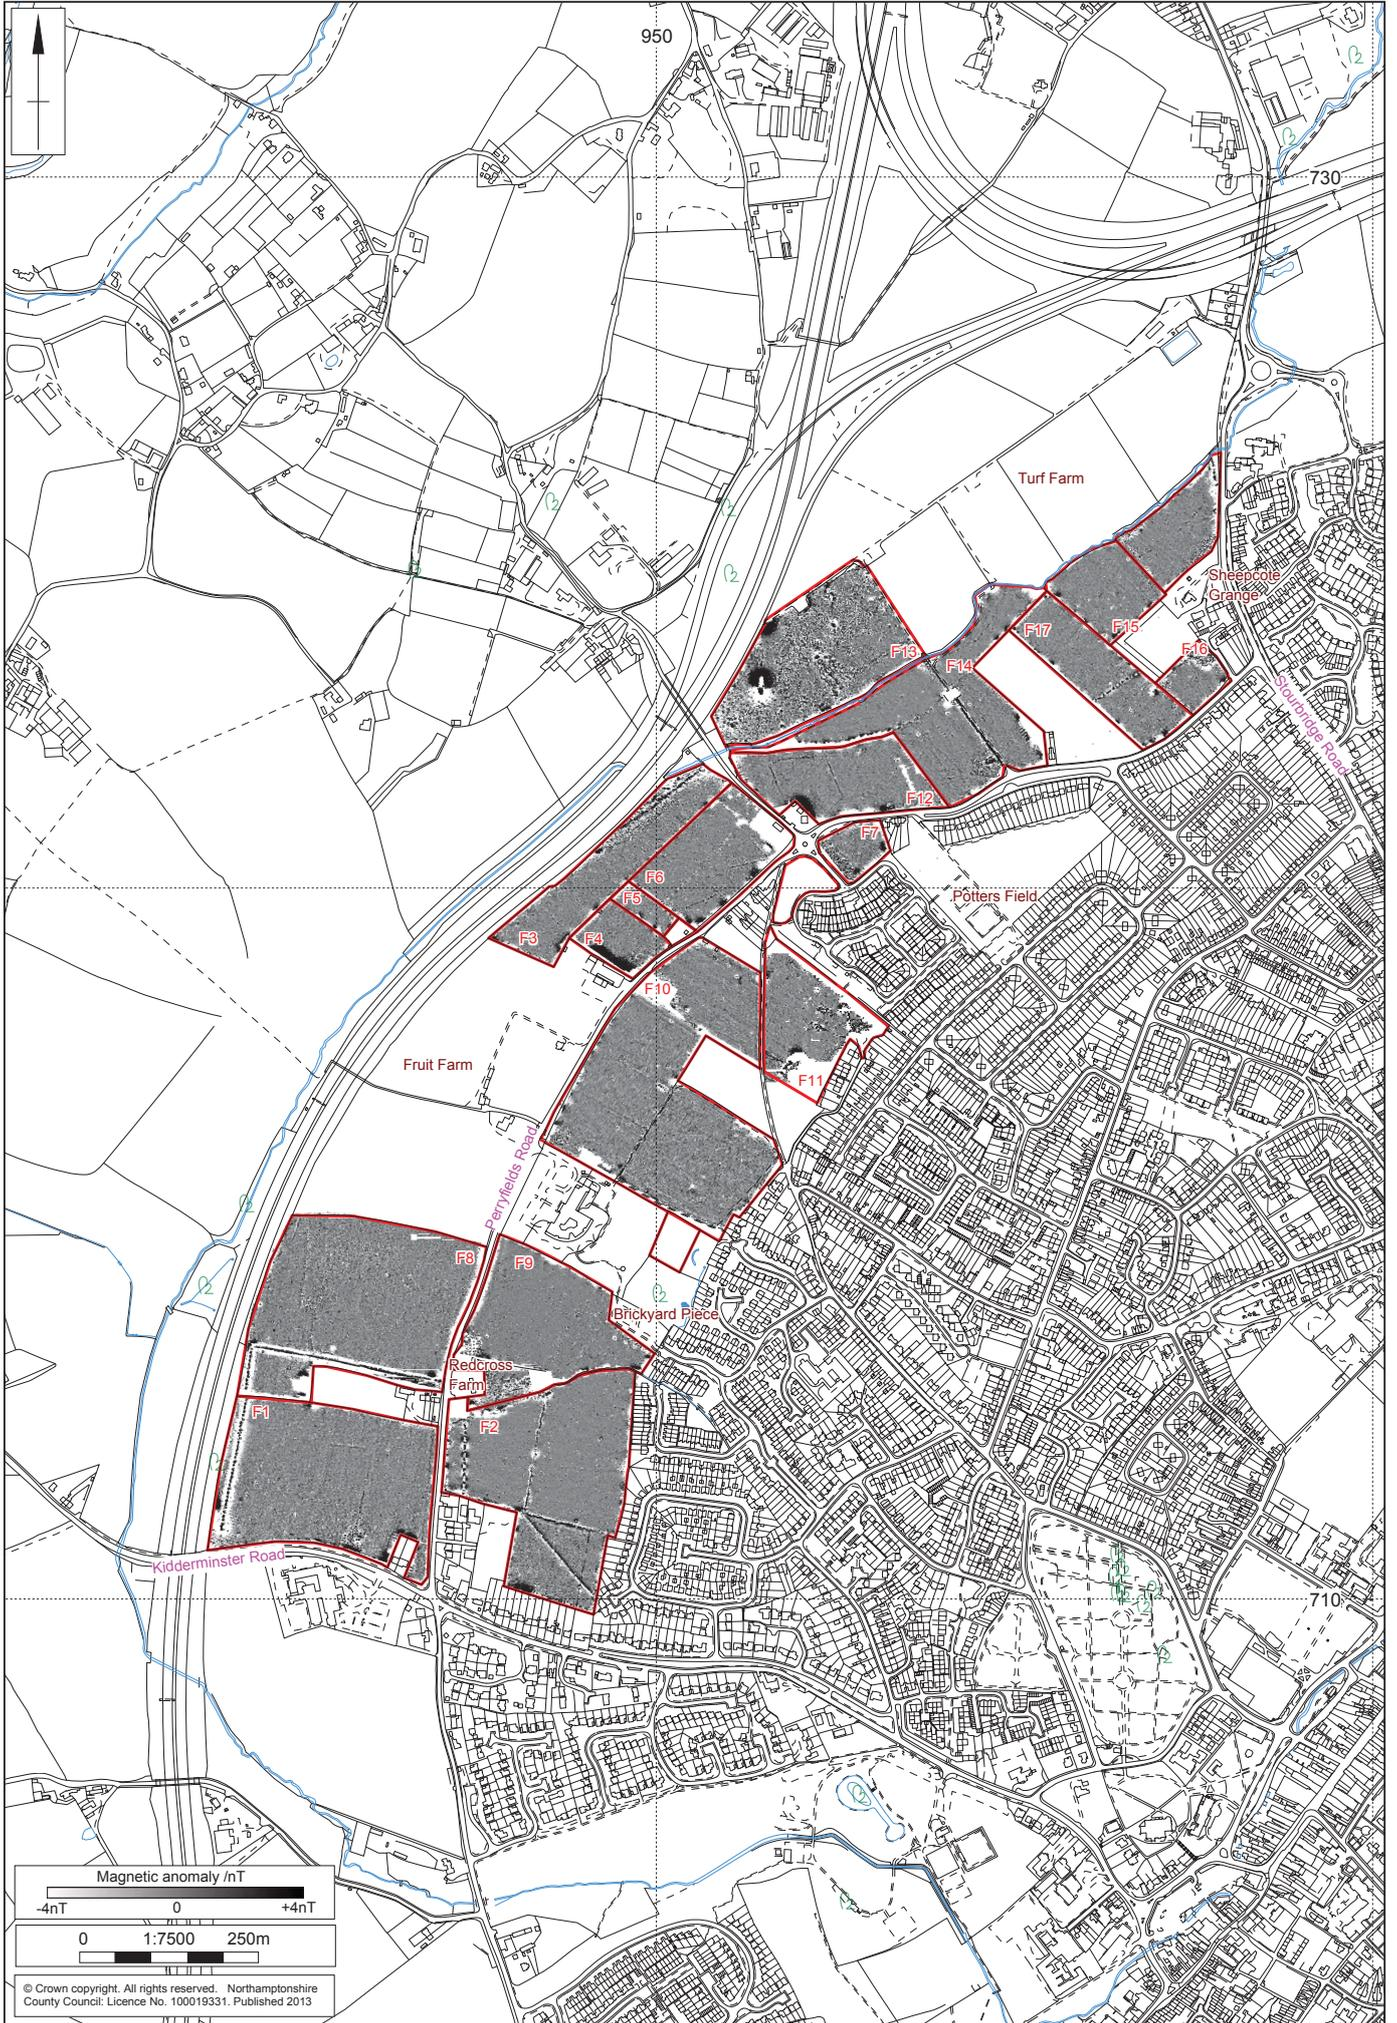 950
730
Turf Farm
Sheepcote
Grange
F17
F15
F13
F14
F16
Stourbridge Road
F12
F7
F6
F5
Potters Field
F3
F4
F10
Fruit Farm
F11
Perryfields Road
F8
F9
Brickyard Piece
Redcross
Farm
F1
F2
Kidderminster Road
710
Magnetic anomaly /nT
-4nT 0 +4nT
0 1:7500 250m
© Crown copyright. All rights reserved. Northamptonshire
County Council: Licence No. 100019331. Published 2013